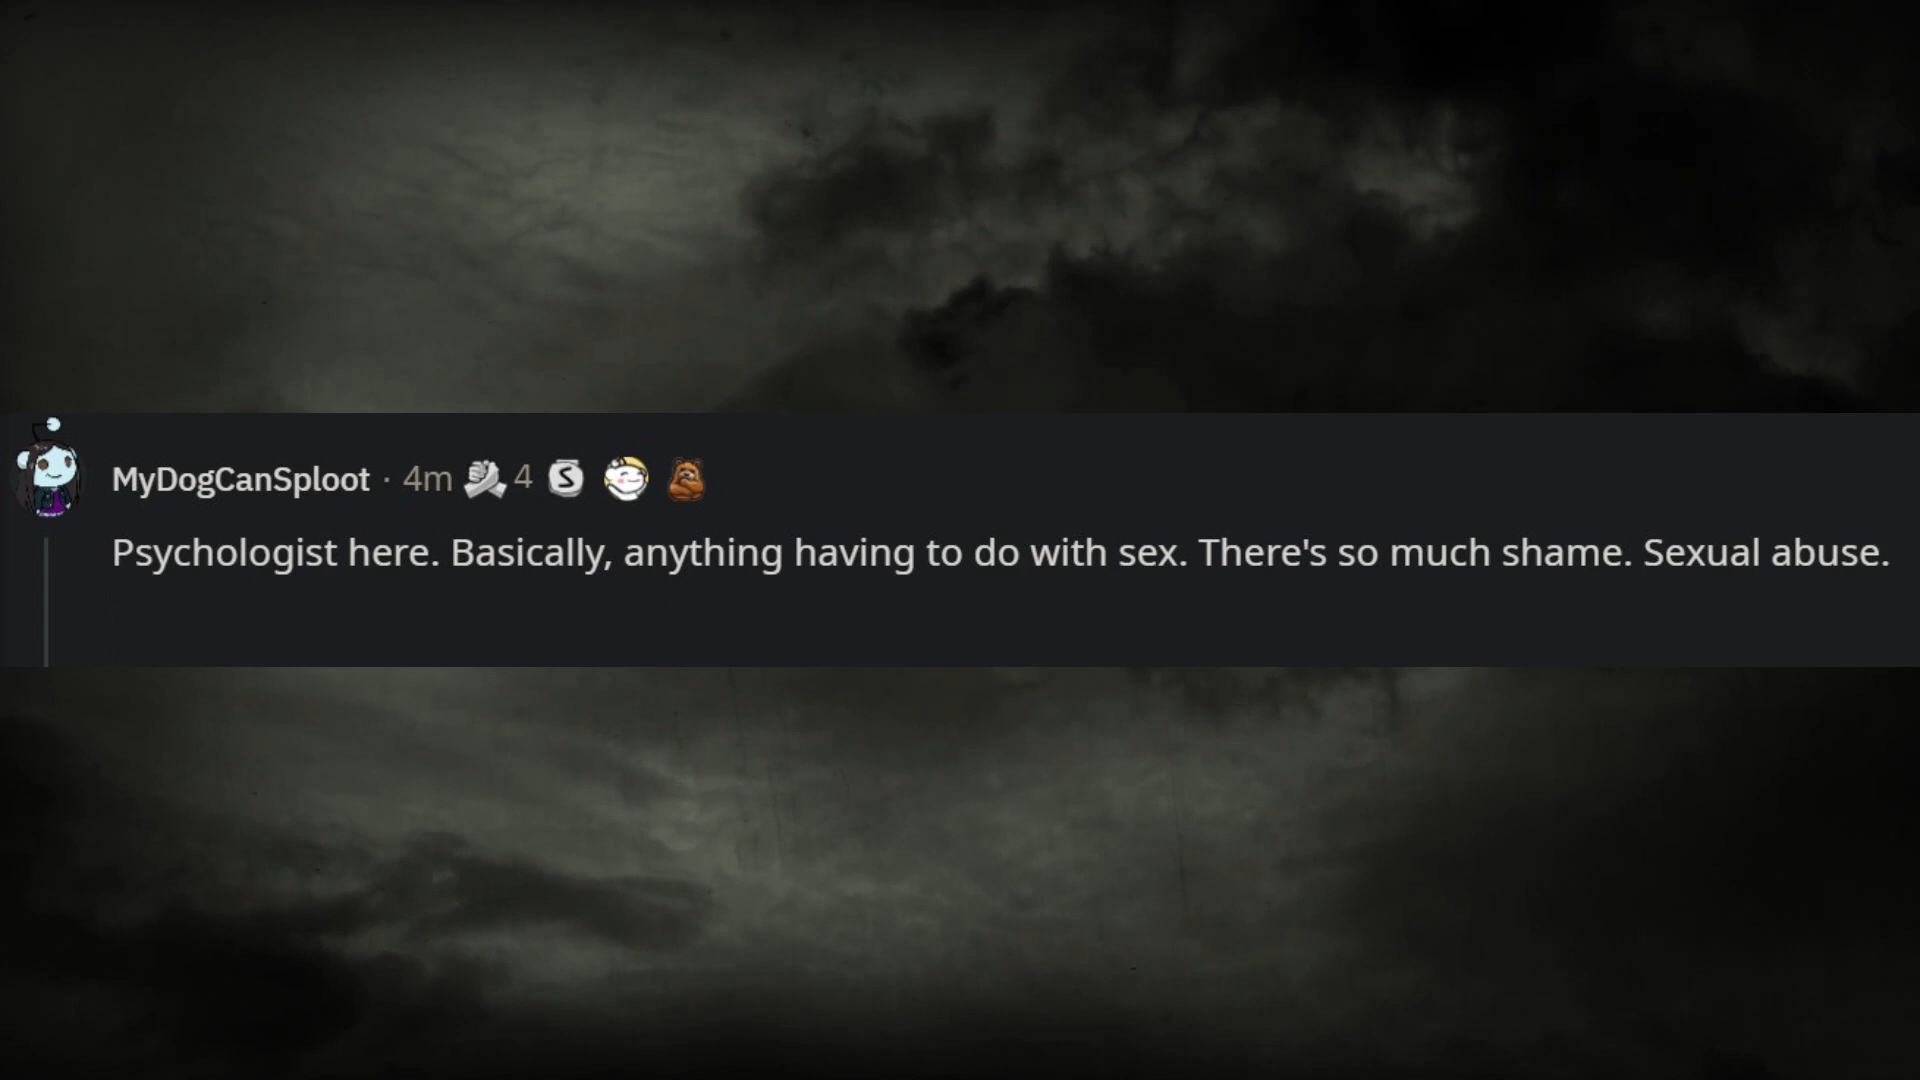 MyDogCanSploot · 4m 4 S
Psychologist here. Basically, anything having to do with sex. There's so much shame. Sexual abuse.